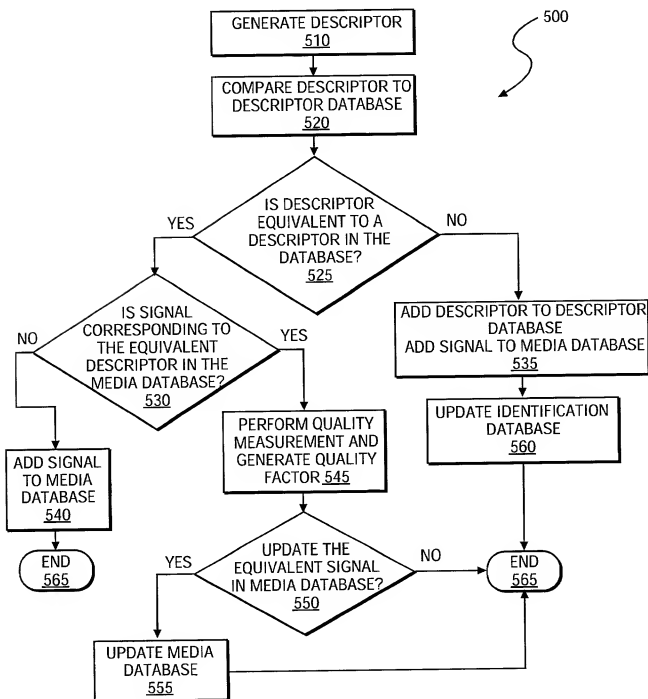 GENERATE DESCRIPTOR
510
500
COMPARE DESCRIPTOR TO
DESCRIPTOR DATABASE
520
IS DESCRIPTOR
EQUIVALENT TO A
DESCRIPTOR IN THE
DATABASE?
525
YES
NO
IS SIGNAL
CORRESPONDING TO
THE EQUIVALENT
DESCRIPTOR IN THE
MEDIA DATABASE?
530
NO
YES
ADD DESCRIPTOR TO DESCRIPTOR
DATABASE
ADD SIGNAL TO MEDIA DATABASE
535
UPDATE IDENTIFICATION
DATABASE
560
PERFORM QUALITY
MEASUREMENT AND
GENERATE QUALITY
FACTOR 545
ADD SIGNAL
TO MEDIA
DATABASE
540
END
565
UPDATE THE
EQUIVALENT SIGNAL
IN MEDIA DATABASE?
550
YES
NO
END
565
UPDATE MEDIA
DATABASE
555